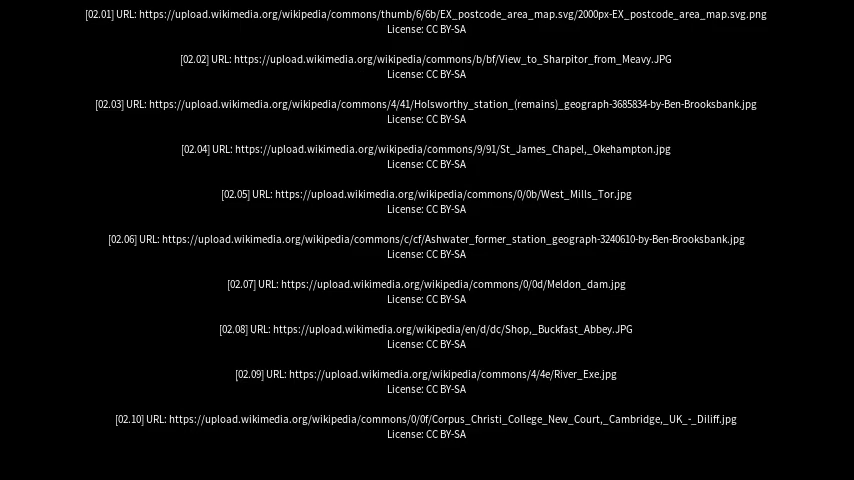 [02.01] URL: https://upload.wikimedia.org/wikipedia/commons/thumb/6/6b/EX_postcode_area_map.svg/2000px-EX_postcode_area_map.svg.png
License: CC BY-SA
[02.02] URL: https://upload.wikimedia.org/wikipedia/commons/b/bf/View_to_Sharpitor_from_Meavy.JPG
License: CC BY-SA
[02.03] URL: https://upload.wikimedia.org/wikipedia/commons/4/41/Holsworthy_station_(remains)_geograph-3685834-by-Ben-Brooksbank.jpg
License: CC BY-SA
[02.04] URL: https://upload.wikimedia.org/wikipedia/commons/9/91/St_James_Chapel,_Okehampton.jpg
License: CC BY-SA
[02.05] URL: https://upload.wikimedia.org/wikipedia/commons/0/0b/West_Mills_Tor.jpg
License: CC BY-SA
[02.06] URL: https://upload.wikimedia.org/wikipedia/commons/c/cf/Ashwater_former_station_geograph-3240610-by-Ben-Brooksbank.jpg
License: CC BY-SA
[02.07] URL: https://upload.wikimedia.org/wikipedia/commons/0/0d/Meldon_dam.jpg
License: CC BY-SA
[02.08] URL: https://upload.wikimedia.org/wikipedia/en/d/dc/Shop,_Buckfast_Abbey.JPG
License: CC BY-SA
[02.09] URL: https://upload.wikimedia.org/wikipedia/commons/4/4e/River_Exe.jpg
License: CC BY-SA
[02.10] URL: https://upload.wikimedia.org/wikipedia/commons/0/0f/Corpus_Christi_College_New_Court,_Cambridge,_UK_-_Diliff.jpg
License: CC BY-SA